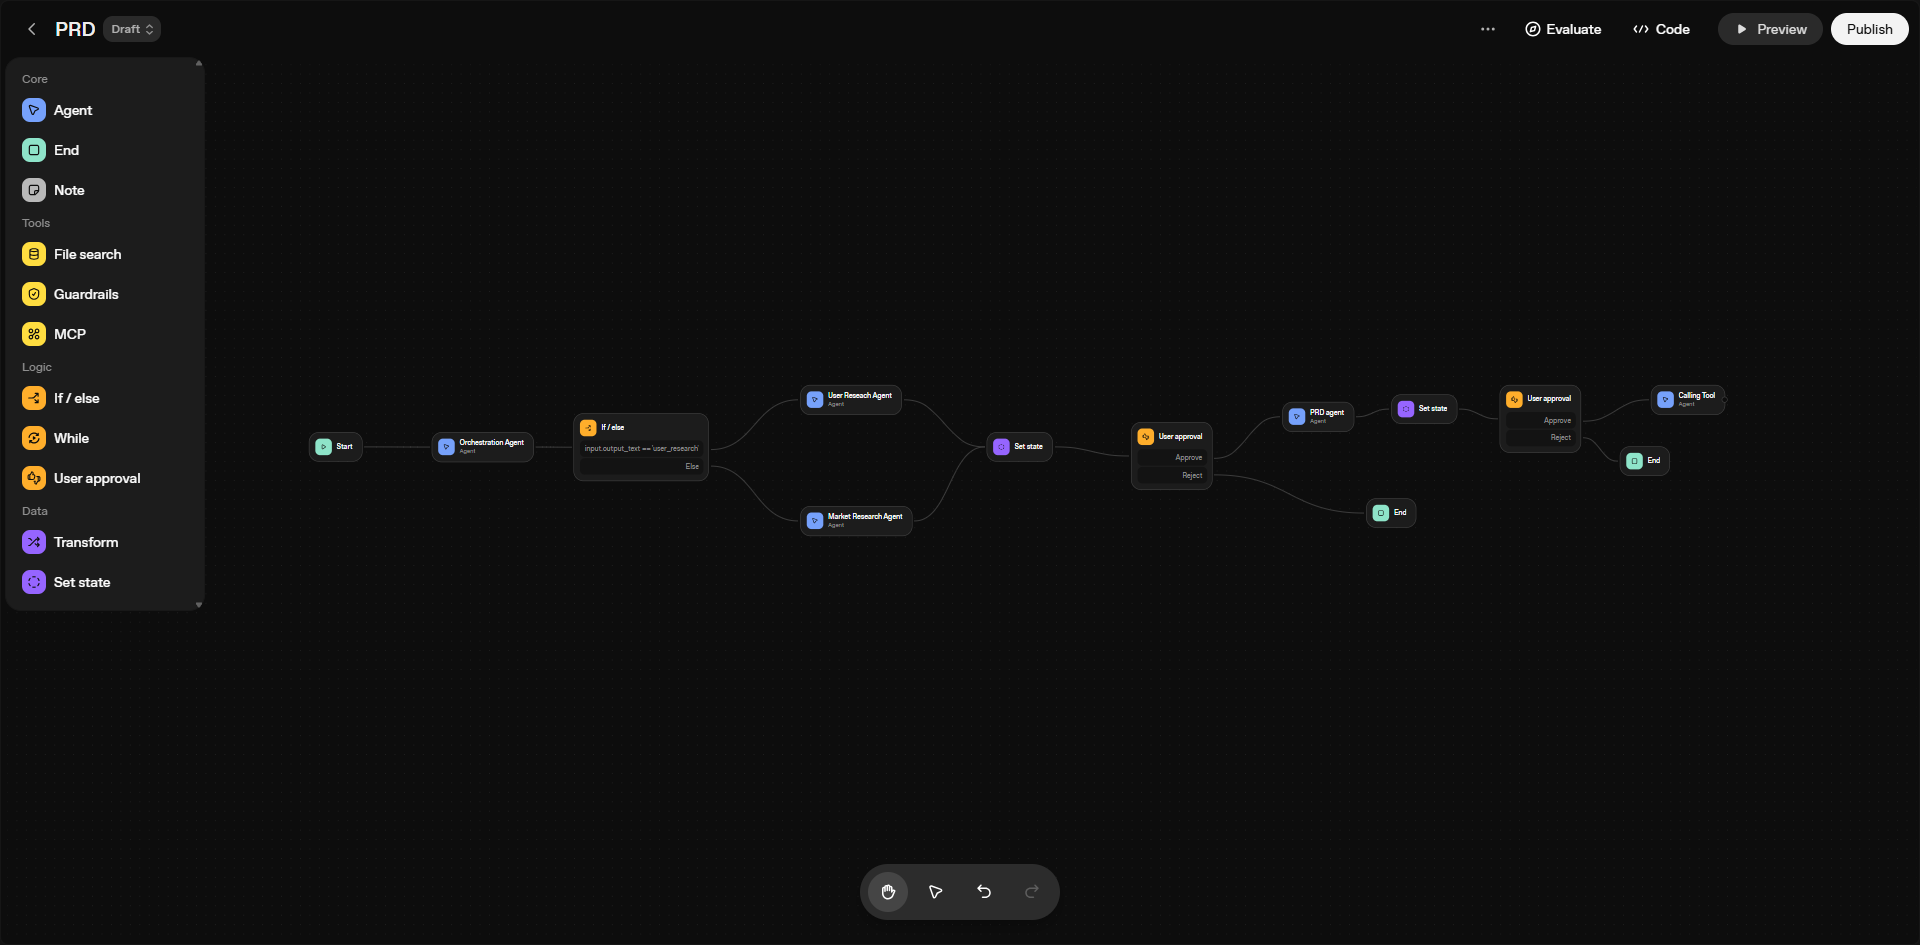 PRD
Draft
Evaluate
Code
Preview
Publish
Core
Agent
End
Note
Tools
File search
Guardrails
MCP
Logic
If / else
While
User approval
Data
Transform
Set state
Start
Orchestration Agent
Agent
If / else
input.output_text == 'user_research'
Else
User Reseach Agent
Agent
Market Research Agent
Agent
Set state
User approval
Approve
Reject
End
PRD agent
Agent
Set state
User approval
Approve
Reject
Calling Tool
Agent
End